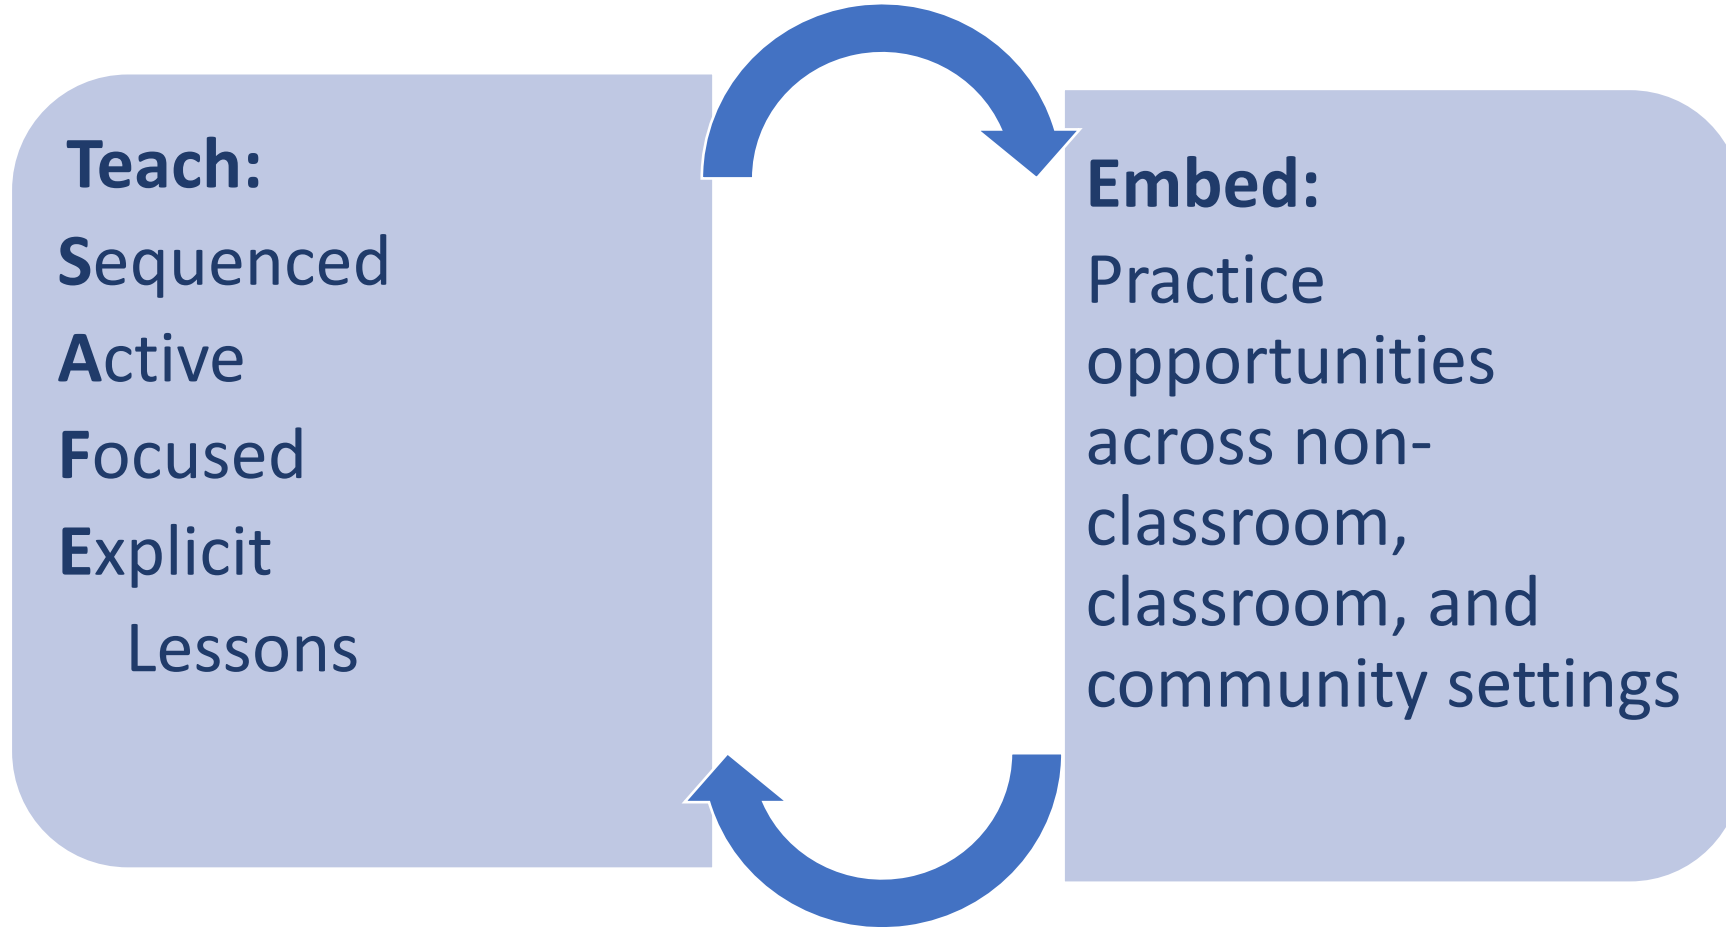 Teach:
Sequenced
Active
Focused
Explicit
Lessons
Embed:
Practice
opportunities
across non-
classroom,
classroom, and
community settings